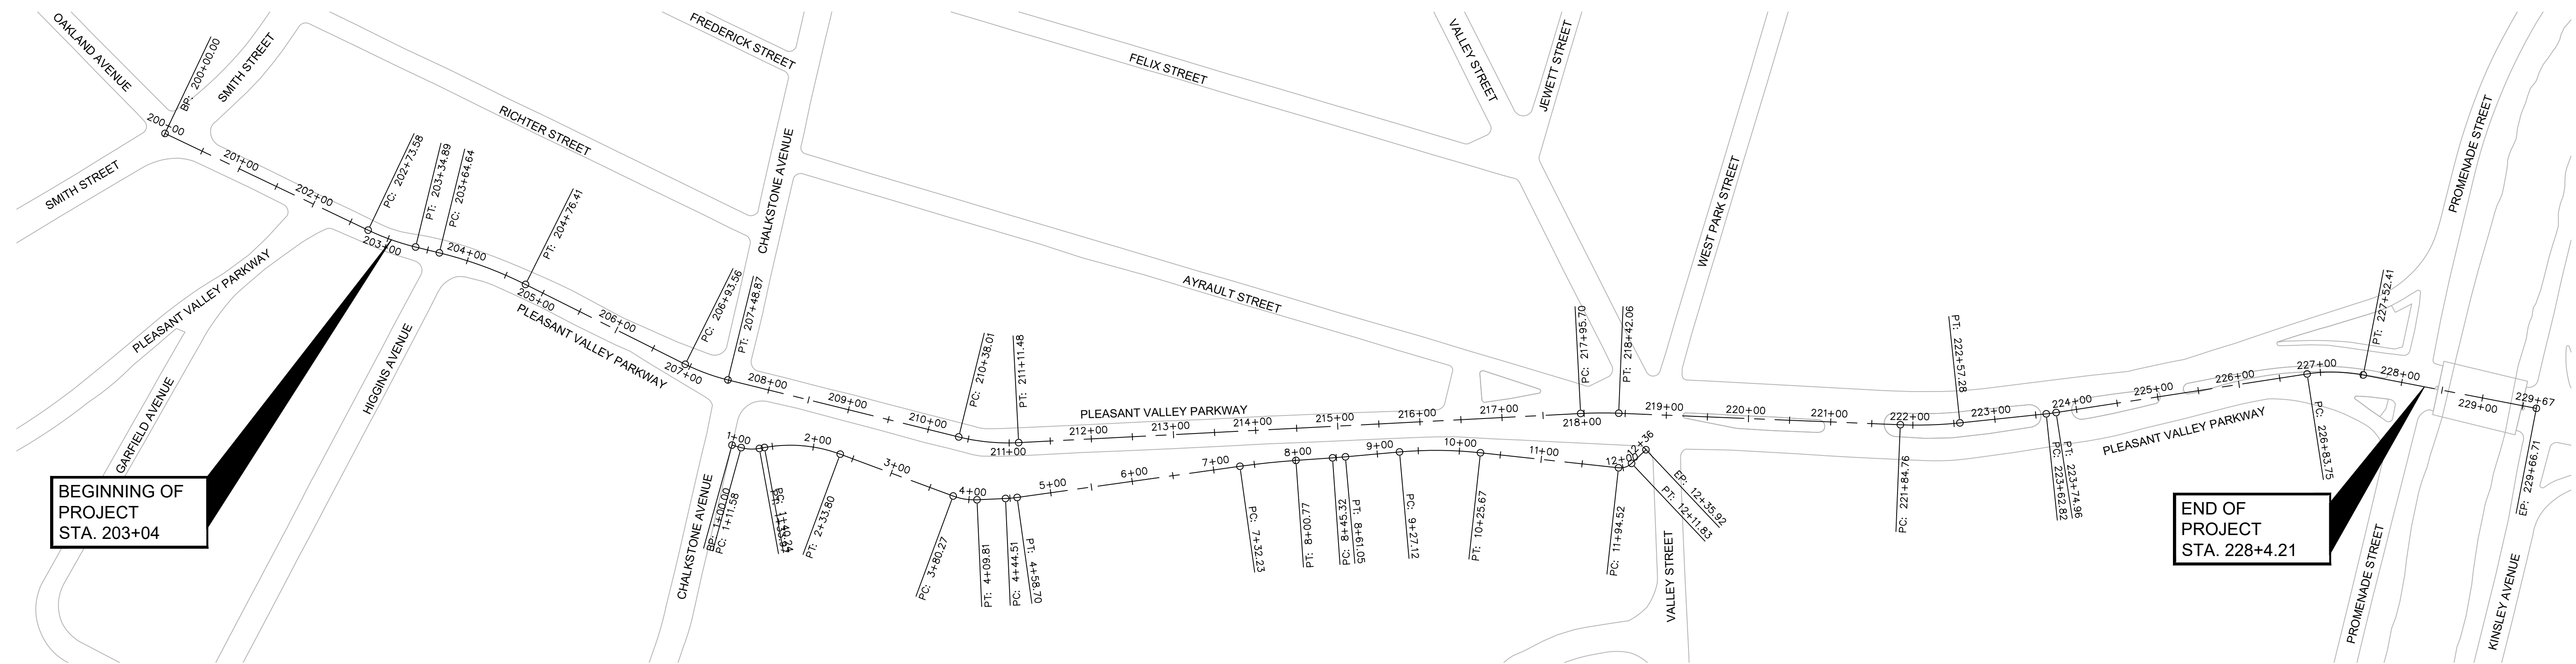 OAKLAND AVENUE
SMITH STREET
BP: 200+00.00
200+00
SMITH STREET
201+00
202+00
PC: 202+73.58
203+00
PT: 203+34.89
PC: 203+64.64
204+00
PT: 204+76.41
205+00
206+00
PC: 206+93.56
207+00
PT: 207+48.87
208+00
209+00
210+00
PC: 210+38.01
211+00
PT: 211+11.48
212+00
213+00
214+00
215+00
216+00
217+00
PC: 217+95.70
218+00
PT: 218+42.06
219+00
220+00
221+00
PC: 221+84.76
222+00
PT: 222+57.28
223+00
PC: 223+62.82
PT: 223+74.96
224+00
225+00
226+00
PC: 226+83.75
227+00
PT: 227+52.41
228+00
229+00
229+67
EP: 229+66.71
FREDERICK STREET
RICHTER STREET
CHALKSTONE AVENUE
FELIX STREET
VALLEY STREET
JEWETT STREET
AYRAULT STREET
WEST PARK STREET
PROMENADE STREET
PLEASANT VALLEY PARKWAY
PLEASANT VALLEY PARKWAY
PLEASANT VALLEY PARKWAY
PLEASANT VALLEY PARKWAY
GARFIELD AVENUE
HIGGINS AVENUE
CHALKSTONE AVENUE
VALLEY STREET
PROMENADE STREET
KINSLEY AVENUE
1+00
BP: 1+00.00
PC: 1+11.58
PC: 1+40.24
2+00
PT: 2+33.80
3+00
PC: 3+80.27
4+00
PT: 4+09.81
PC: 4+44.51
PT: 4+58.70
5+00
6+00
7+00
PC: 7+32.23
8+00
PT: 8+00.77
PC: 8+45.32
PT: 8+61.05
9+00
PC: 9+27.12
10+00
PT: 10+25.67
11+00
PC: 11+94.52
12+00
PT: 12+11.83
12+36
EP: 12+35.92
BEGINNING OF
PROJECT
STA. 203+04
END OF
PROJECT
STA. 228+4.21